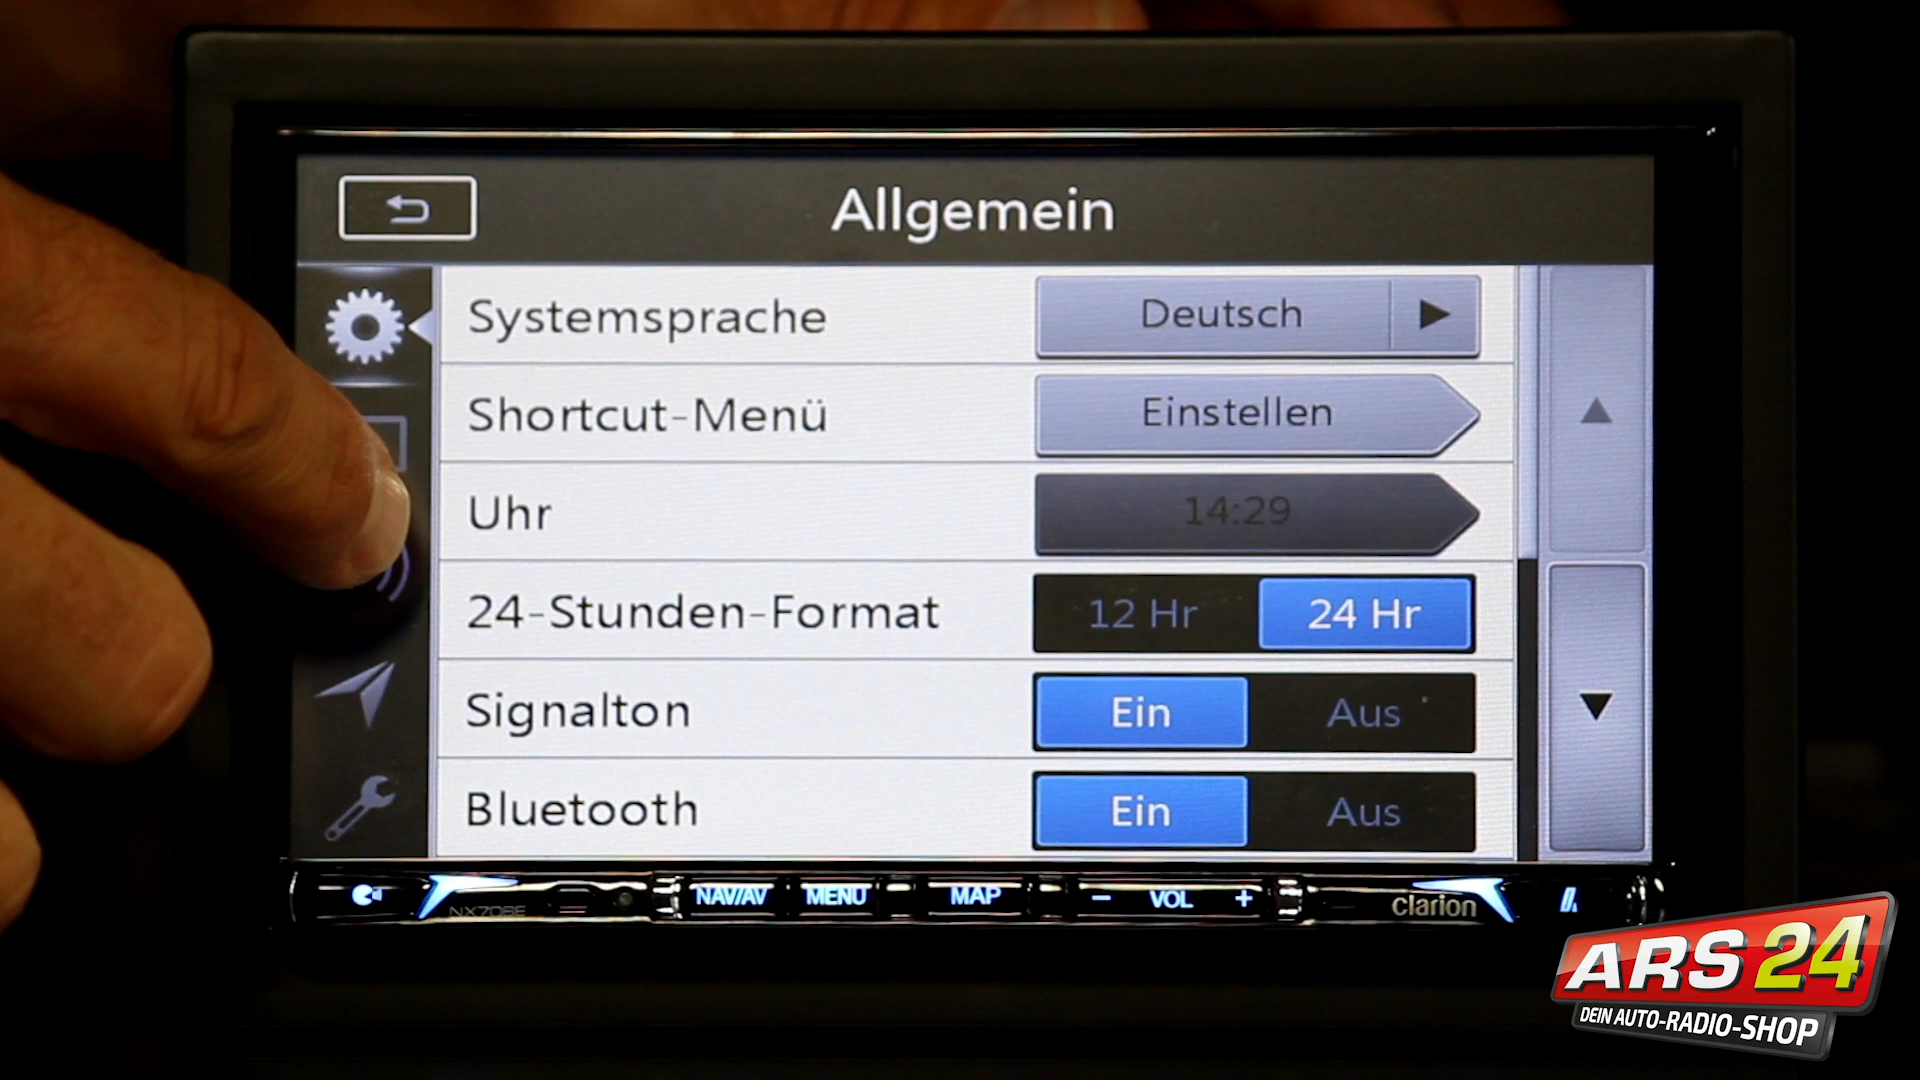 Allgemein
Systemsprache Deutsch
Shortcut-Menü Einstellen
Uhr 14:29
24-Stunden-Format 12 Hr 24 Hr
Signalton Ein Aus
Bluetooth Ein Aus
NX706E NAV/AV MENU MAP − VOL + clarion
ARS 24
DEIN AUTO-RADIO-SHOP